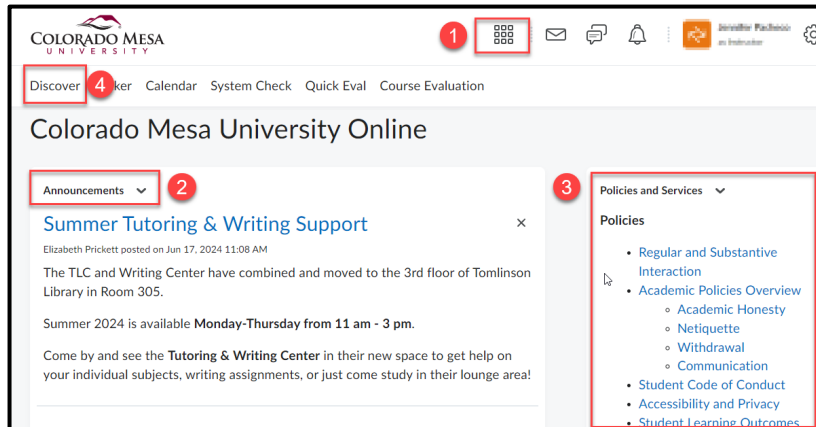 COLORADO MESA
UNIVERSITY
1
as Instructor
Discover 4 ker Calendar System Check Quick Eval Course Evaluation
Colorado Mesa University Online
Announcements 2
Summer Tutoring & Writing Support
Elizabeth Prickett posted on Jun 17, 2024 11:08 AM
The TLC and Writing Center have combined and moved to the 3rd floor of Tomlinson
Library in Room 305.
Summer 2024 is available Monday-Thursday from 11 am - 3 pm.
Come by and see the Tutoring & Writing Center in their new space to get help on
your individual subjects, writing assignments, or just come study in their lounge area!
3 Policies and Services
Policies
Regular and Substantive
Interaction
Academic Policies Overview
Academic Honesty
Netiquette
Withdrawal
Communication
Student Code of Conduct
Accessibility and Privacy
Student Learning Outcomes